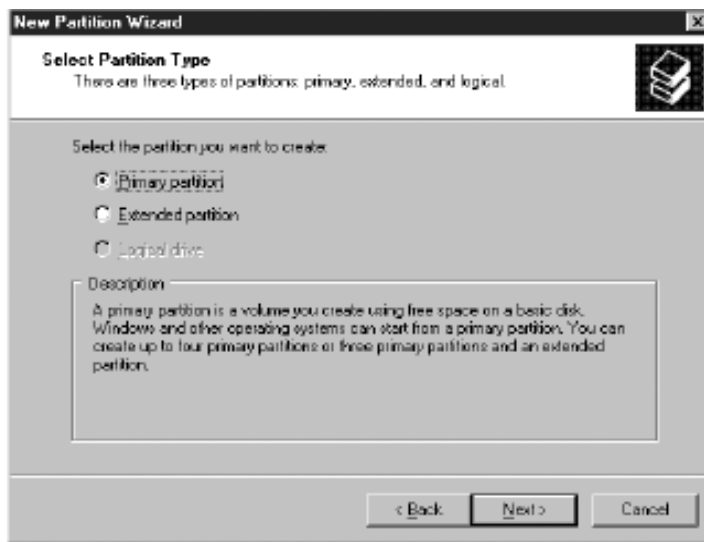 New Partition Wizard
Select Partition Type
There are three types of partitions: primary, extended, and logical.
Select the partition you want to create:
Primary partition
Extended partition
Logical drive
Description
A primary partition is a volume you create using free space on a basic disk.
Windows and other operating systems can start from a primary partition. You can
create up to four primary partitions or three primary partitions and an extended
partition.
< Back
Next >
Cancel